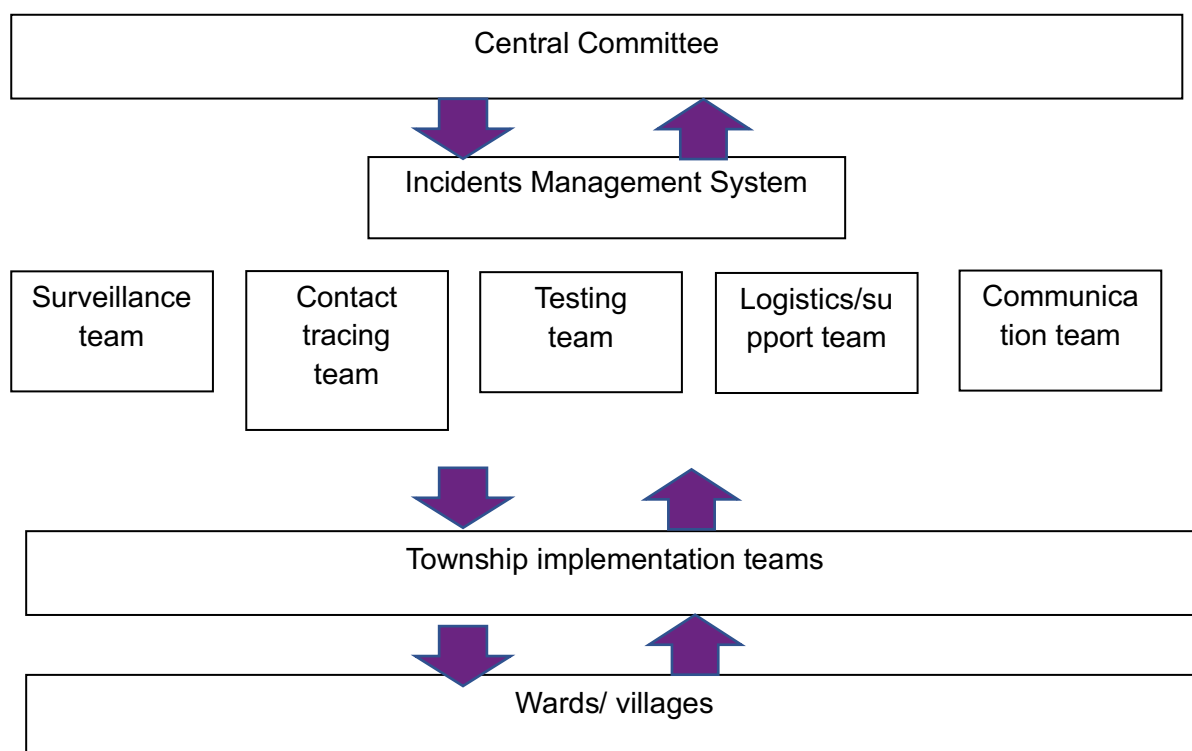 Central Committee
Incidents Management System
Surveillance
team
Contact
tracing
team
Testing
team
Logistics/su
pport team
Communica
tion team
Township implementation teams
Wards/ villages